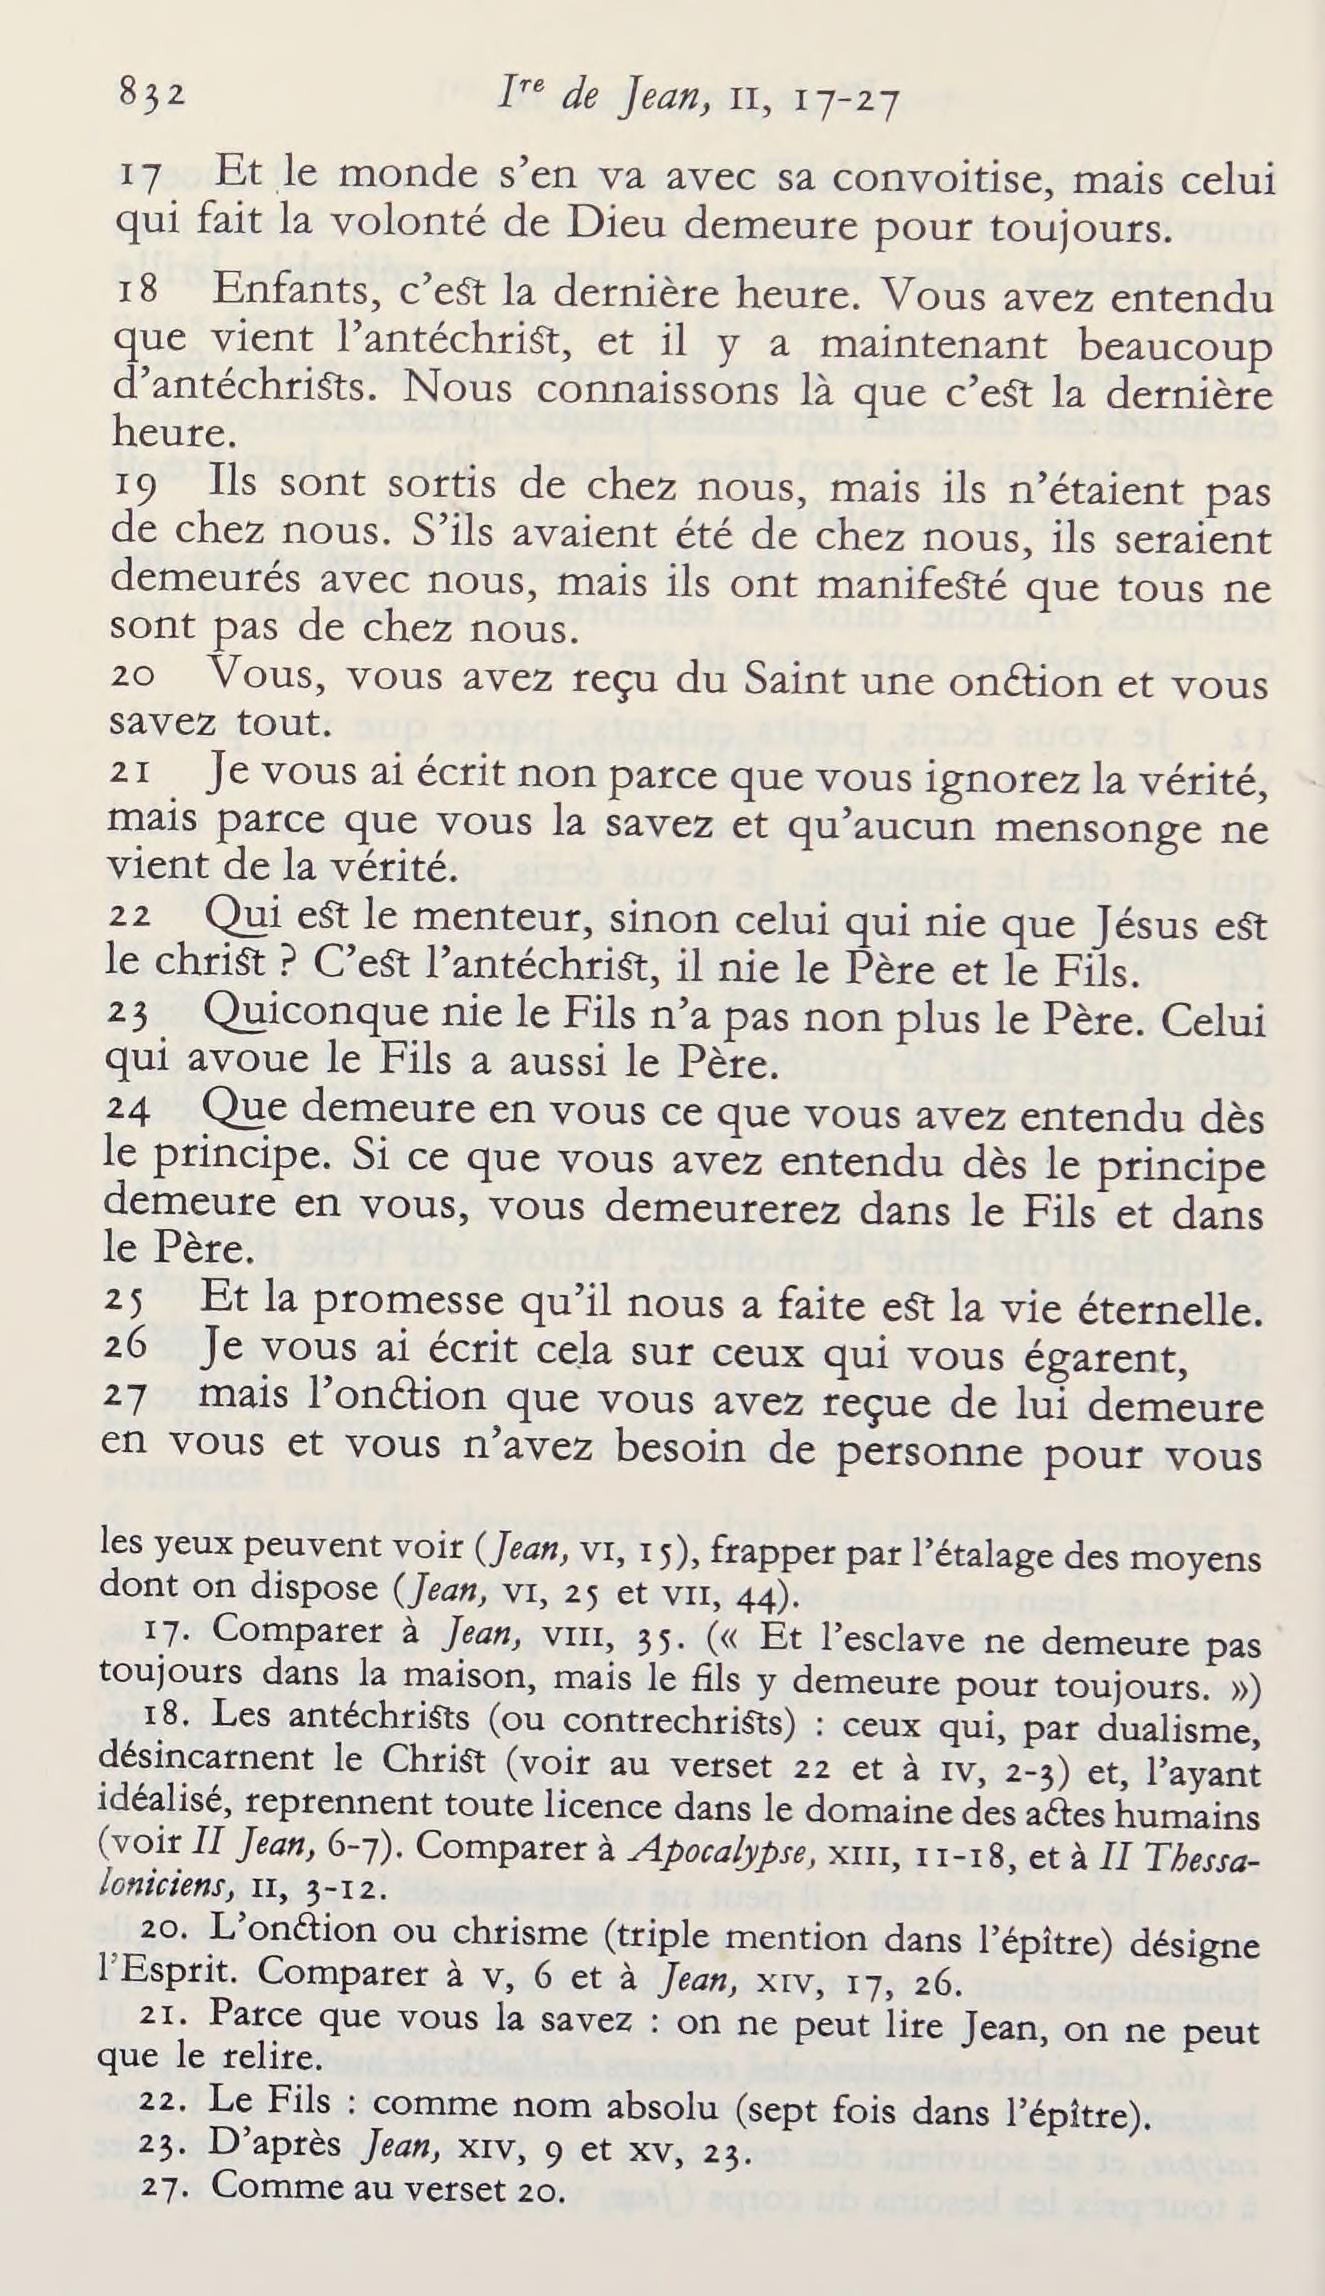 832
Ire de Jean, II, 17-27
17 Et le monde s'en va avec sa convoitise, mais celui
qui fait la volonté de Dieu demeure pour toujours.
18 Enfants, c'est la dernière heure. Vous avez entendu
que vient l'antéchrist, et il y a maintenant beaucoup
d'antéchrists. Nous connaissons là que c'est la dernière
heure.
19 Ils sont sortis de chez nous, mais ils n'étaient pas
de chez nous. S'ils avaient été de chez nous, ils seraient
demeurés avec nous, mais ils ont manifesté que tous ne
sont pas de chez nous.
20 Vous, vous avez reçu du Saint une onction et vous
savez tout.
21 Je vous ai écrit non parce que vous ignorez la vérité,
mais parce que vous la savez et qu'aucun mensonge ne
vient de la vérité.
22 Qui est le menteur, sinon celui qui nie que Jésus est
le christ ? C'est l'antéchrist, il nie le Père et le Fils.
23 Quiconque nie le Fils n'a pas non plus le Père. Celui
qui avoue le Fils a aussi le Père.
24 Que demeure en vous ce que vous avez entendu dès
le principe. Si ce que vous avez entendu dès le principe
demeure en vous, vous demeurerez dans le Fils et dans
le Père.
25 Et la promesse qu'il nous a faite est la vie éternelle.
26 Je vous ai écrit cela sur ceux qui vous égarent,
27 mais l'onction que vous avez reçue de lui demeure
en vous et vous n'avez besoin de personne pour vous
les yeux peuvent voir (Jean, VI, 15), frapper par l'étalage des moyens
dont on dispose (Jean, VI, 25 et VII, 44).
17. Comparer à Jean, VIII, 35. (« Et l'esclave ne demeure pas
toujours dans la maison, mais le fils y demeure pour toujours. »)
18. Les antéchrists (ou contrechrists) : ceux qui, par dualisme,
désincarnent le Christ (voir au verset 22 et à IV, 2-3) et, l'ayant
idéalisé, reprennent toute licence dans le domaine des actes humains
(voir II Jean, 6-7). Comparer à Apocalypse, XIII, 11-18, et à II Thessa-
loniciens, II, 3-12.
20. L'onction ou chrisme (triple mention dans l'épître) désigne
l'Esprit. Comparer à V, 6 et à Jean, XIV, 17, 26.
21. Parce que vous la savez : on ne peut lire Jean, on ne peut
que le relire.
22. Le Fils : comme nom absolu (sept fois dans l'épître).
23. D'après Jean, XIV, 9 et XV, 23.
27. Comme au verset 20.